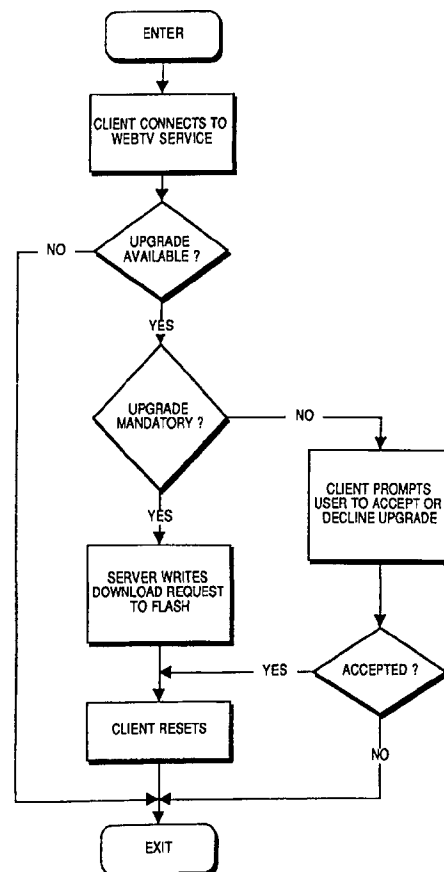 ENTER
CLIENT CONNECTS TO
WEBTV SERVICE
UPGRADE
AVAILABLE ?
NO
YES
UPGRADE
MANDATORY ?
NO
YES
CLIENT PROMPTS
USER TO ACCEPT OR
DECLINE UPGRADE
SERVER WRITES
DOWNLOAD REQUEST
TO FLASH
ACCEPTED ?
YES
NO
CLIENT RESETS
EXIT